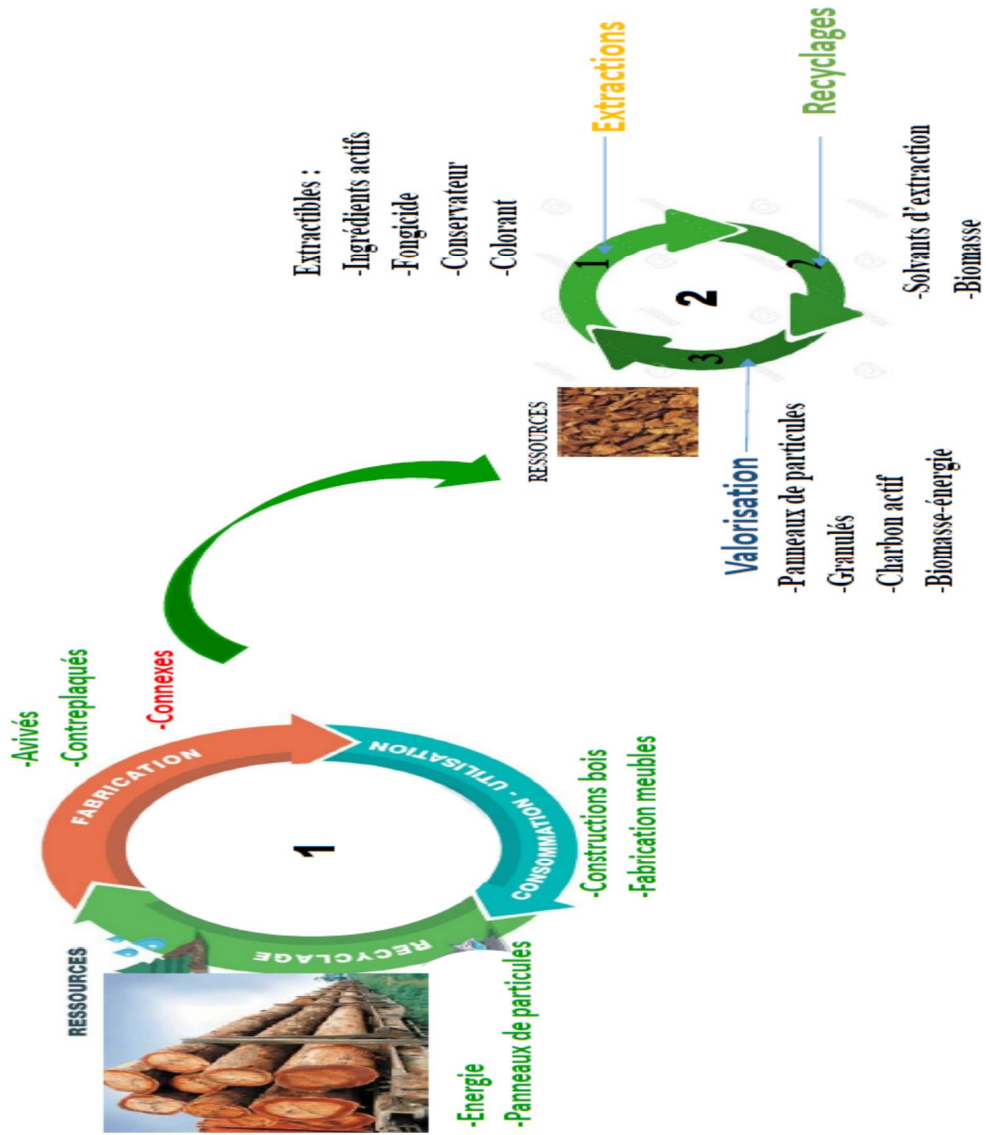 RESSOURCES
FABRICATION
CONSOMMATION - UTILISATION
RECYCLAGE
1
-Avivés
-Contreplaqués
-Connexes
-Constructions bois
-Fabrication meubles
-Energie
-Panneaux de particules
RESSOURCES
2
1
Extractions
Extractibles :
-Ingrédients actifs
-Fongicide
-Conservateur
-Colorant
2
Recyclages
-Solvants d'extraction
-Biomasse
3
Valorisation
-Panneaux de particules
-Granulés
-Charbon actif
-Biomasse-énergie